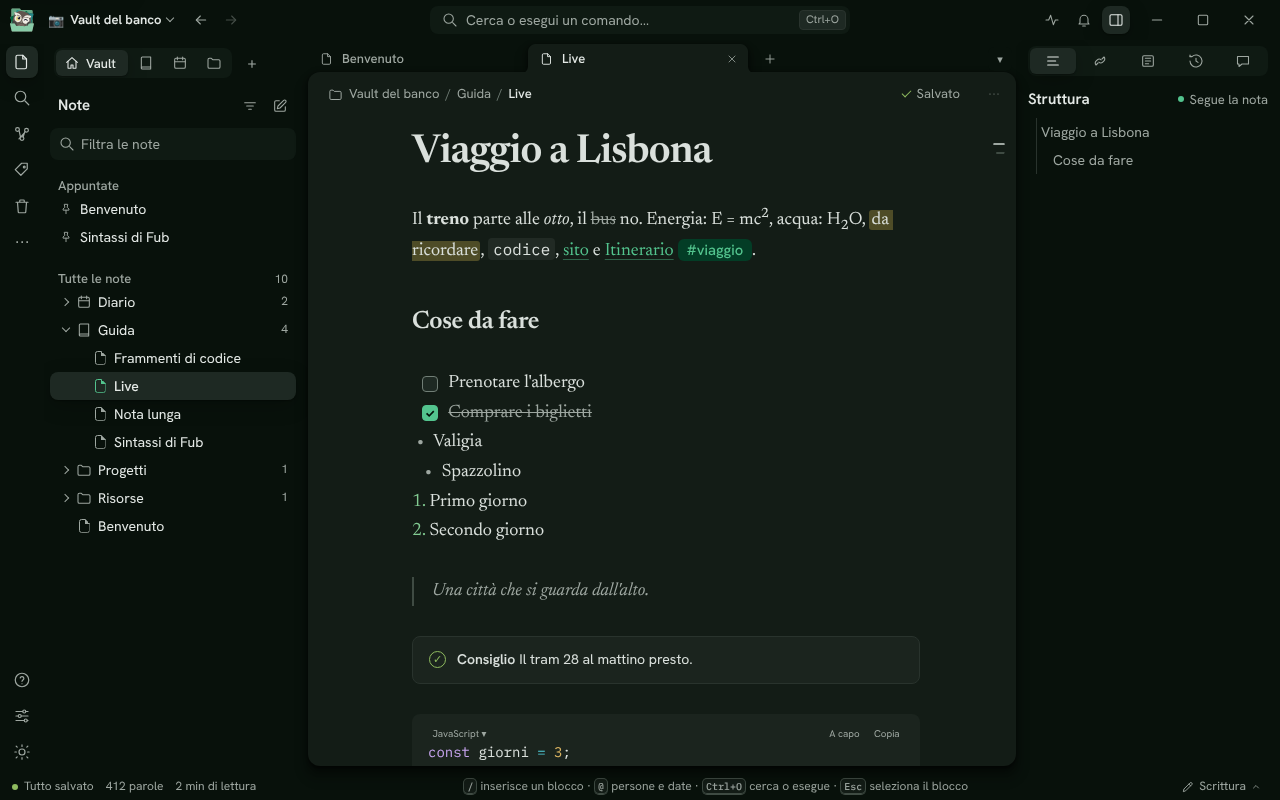 Vault del banco
Cerca o esegui un comando...
Ctrl+O
Vault
Benvenuto
Live
Note
Filtra le note
Appuntate
Benvenuto
Sintassi di Fub
Tutte le note 10
Diario 2
Guida 4
Frammenti di codice
Live
Nota lunga
Sintassi di Fub
Progetti 1
Risorse 1
Benvenuto
Vault del banco / Guida / Live
Salvato
Viaggio a Lisbona
Il treno parte alle otto, il bus no. Energia: E = mc², acqua: H₂O, da
ricordare, codice, sito e Itinerario #viaggio.
Cose da fare
Prenotare l'albergo
Comprare i biglietti
• Valigia
• Spazzolino
1. Primo giorno
2. Secondo giorno
Una città che si guarda dall'alto.
Consiglio Il tram 28 al mattino presto.
JavaScript ▾ A capo Copia
const giorni = 3;
Struttura
Segue la nota
Viaggio a Lisbona
Cose da fare
Tutto salvato 412 parole 2 min di lettura
/ inserisce un blocco · @ persone e date · Ctrl+O cerca o esegue · Esc seleziona il blocco
Scrittura